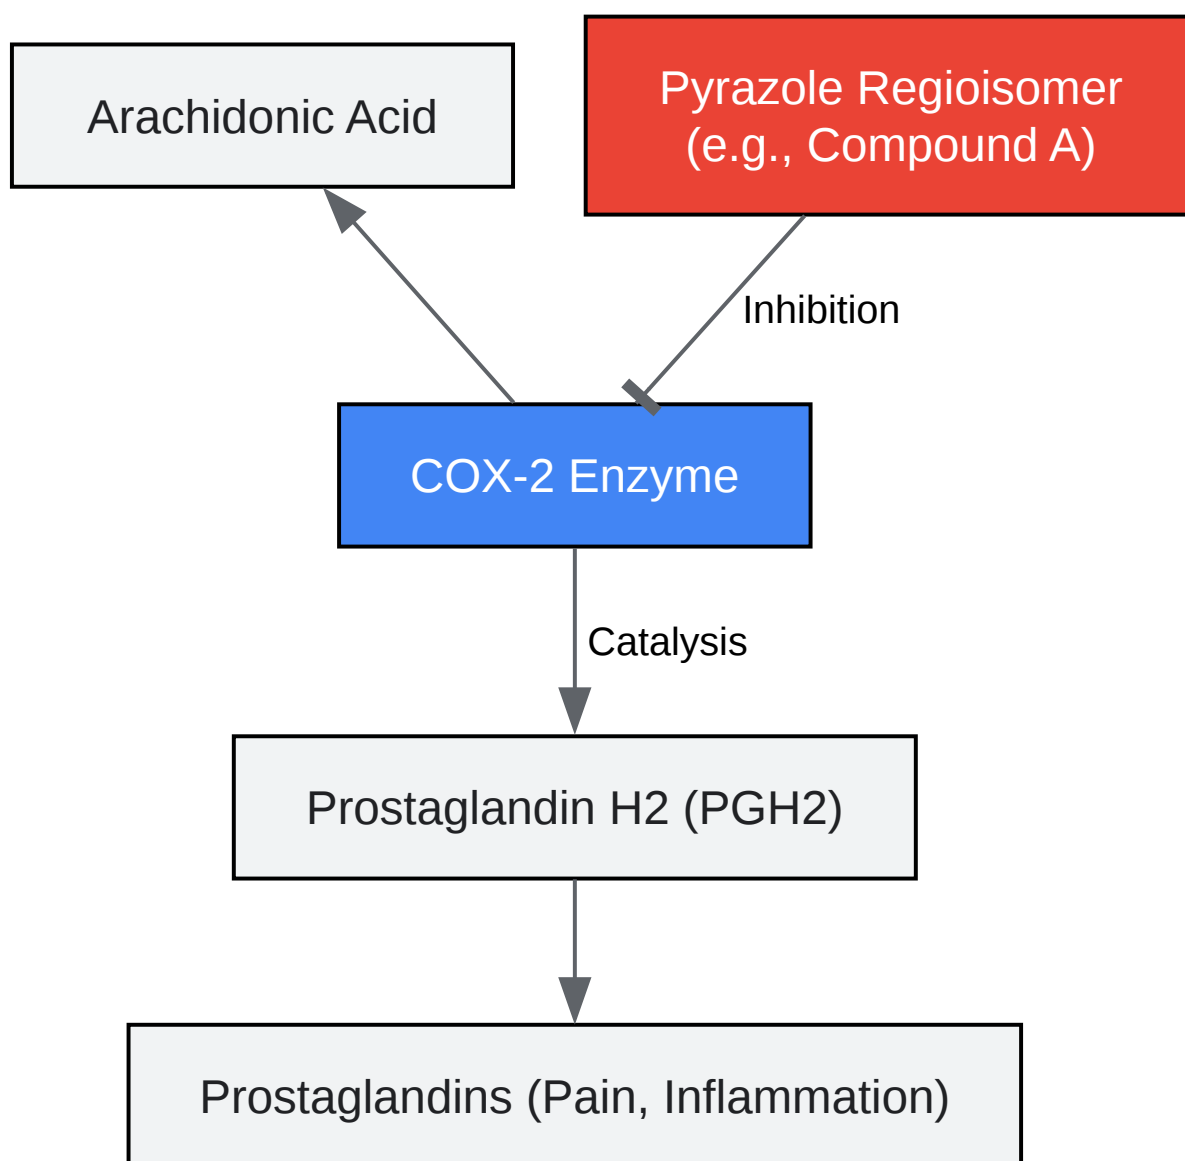 Arachidonic Acid
Pyrazole Regioisomer
(e.g., Compound A)
Inhibition
COX-2 Enzyme
Catalysis
Prostaglandin H2 (PGH2)
Prostaglandins (Pain, Inflammation)